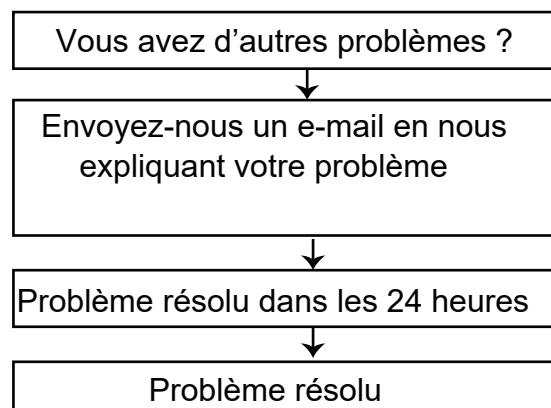 Vous avez d’autres problèmes ?
Envoyez-nous un e-mail en nous
expliquant votre problème
Problème résolu dans les 24 heures
Problème résolu